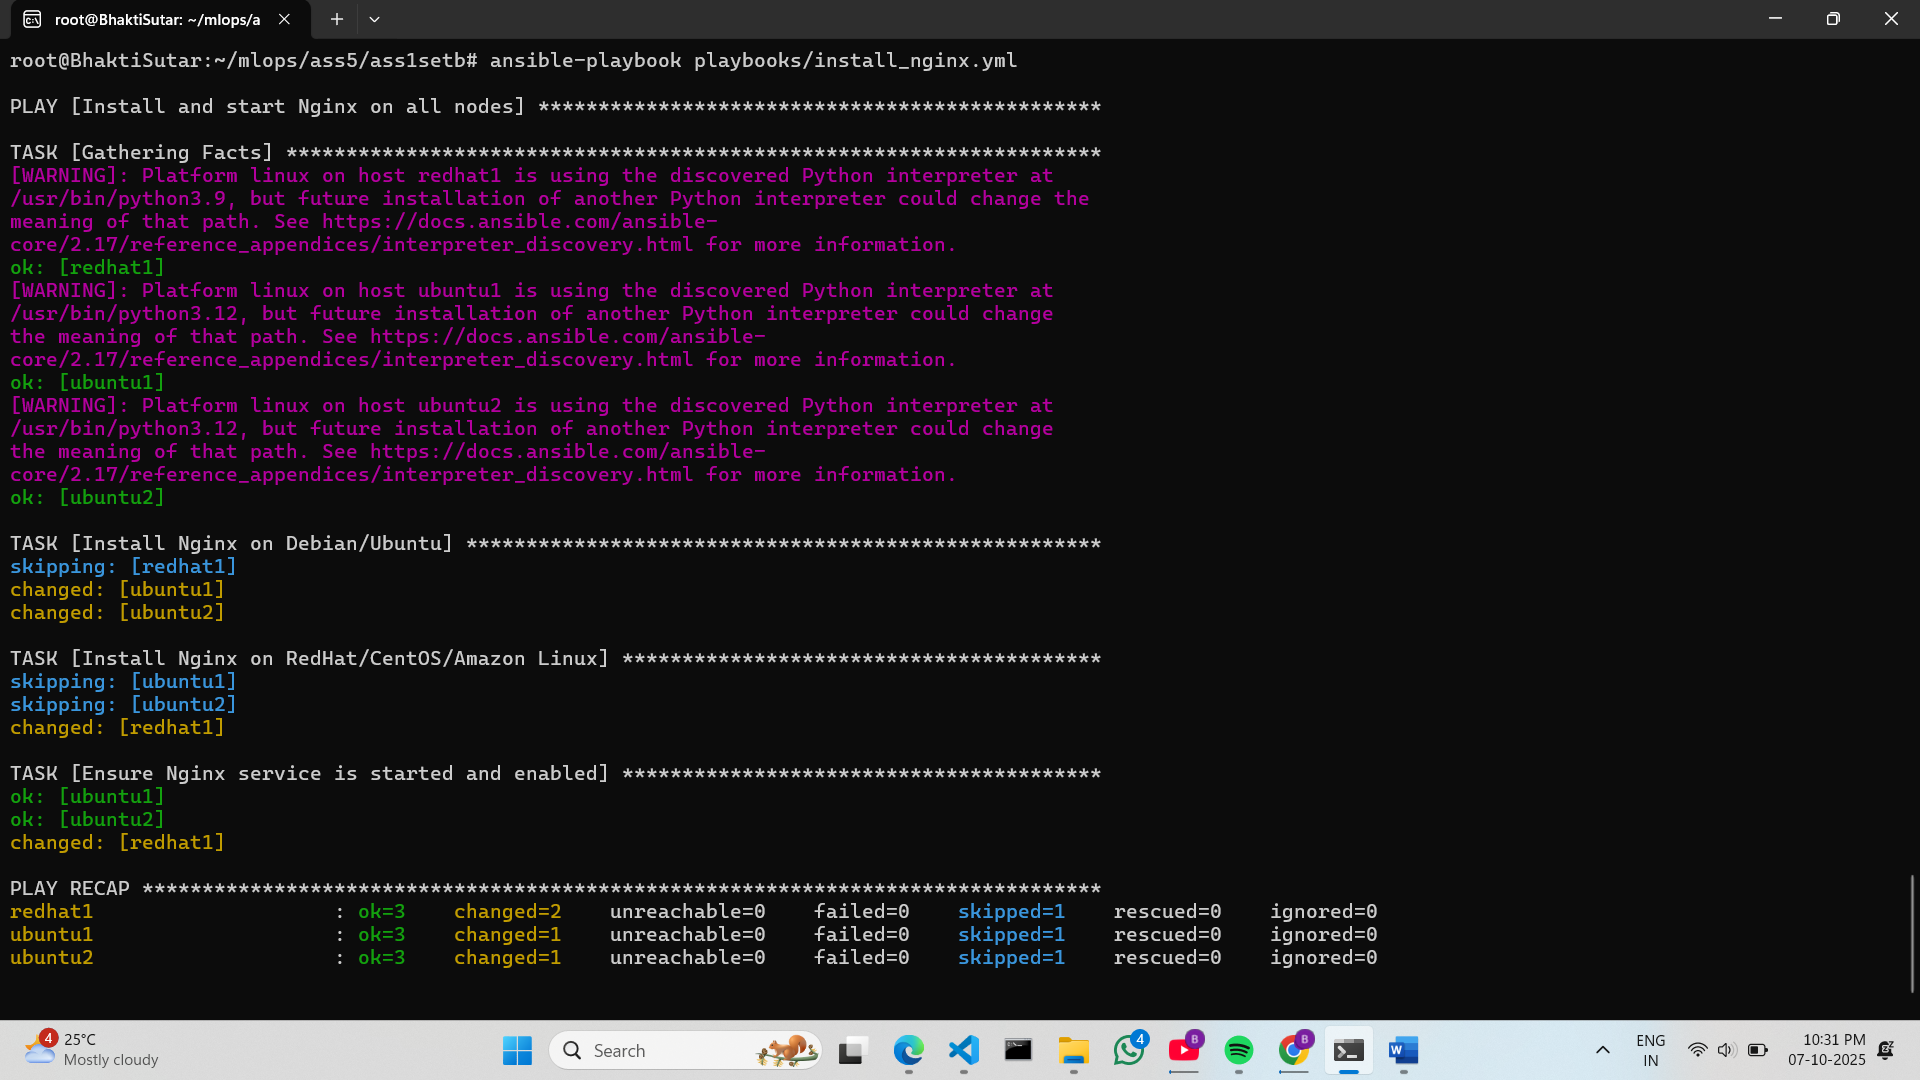 root@BhaktiSutar: ~/mlops/a
root@BhaktiSutar:~/mlops/ass5/ass1setb# ansible-playbook playbooks/install_nginx.yml
PLAY [Install and start Nginx on all nodes] ***********************************************
TASK [Gathering Facts] ********************************************************************
[WARNING]: Platform linux on host redhat1 is using the discovered Python interpreter at
/usr/bin/python3.9, but future installation of another Python interpreter could change the
meaning of that path. See https://docs.ansible.com/ansible-
core/2.17/reference_appendices/interpreter_discovery.html for more information.
ok: [redhat1]
[WARNING]: Platform linux on host ubuntu1 is using the discovered Python interpreter at
/usr/bin/python3.12, but future installation of another Python interpreter could change
the meaning of that path. See https://docs.ansible.com/ansible-
core/2.17/reference_appendices/interpreter_discovery.html for more information.
ok: [ubuntu1]
[WARNING]: Platform linux on host ubuntu2 is using the discovered Python interpreter at
/usr/bin/python3.12, but future installation of another Python interpreter could change
the meaning of that path. See https://docs.ansible.com/ansible-
core/2.17/reference_appendices/interpreter_discovery.html for more information.
ok: [ubuntu2]
TASK [Install Nginx on Debian/Ubuntu] *****************************************************
skipping: [redhat1]
changed: [ubuntu1]
changed: [ubuntu2]
TASK [Install Nginx on RedHat/CentOS/Amazon Linux] ****************************************
skipping: [ubuntu1]
skipping: [ubuntu2]
changed: [redhat1]
TASK [Ensure Nginx service is started and enabled] ****************************************
ok: [ubuntu1]
ok: [ubuntu2]
changed: [redhat1]
PLAY RECAP ********************************************************************************
redhat1 : ok=3 changed=2 unreachable=0 failed=0 skipped=1 rescued=0 ignored=0
ubuntu1 : ok=3 changed=1 unreachable=0 failed=0 skipped=1 rescued=0 ignored=0
ubuntu2 : ok=3 changed=1 unreachable=0 failed=0 skipped=1 rescued=0 ignored=0
4
25°C
Mostly cloudy
Search
4
B
B
W
ENG
IN
10:31 PM
07-10-2025